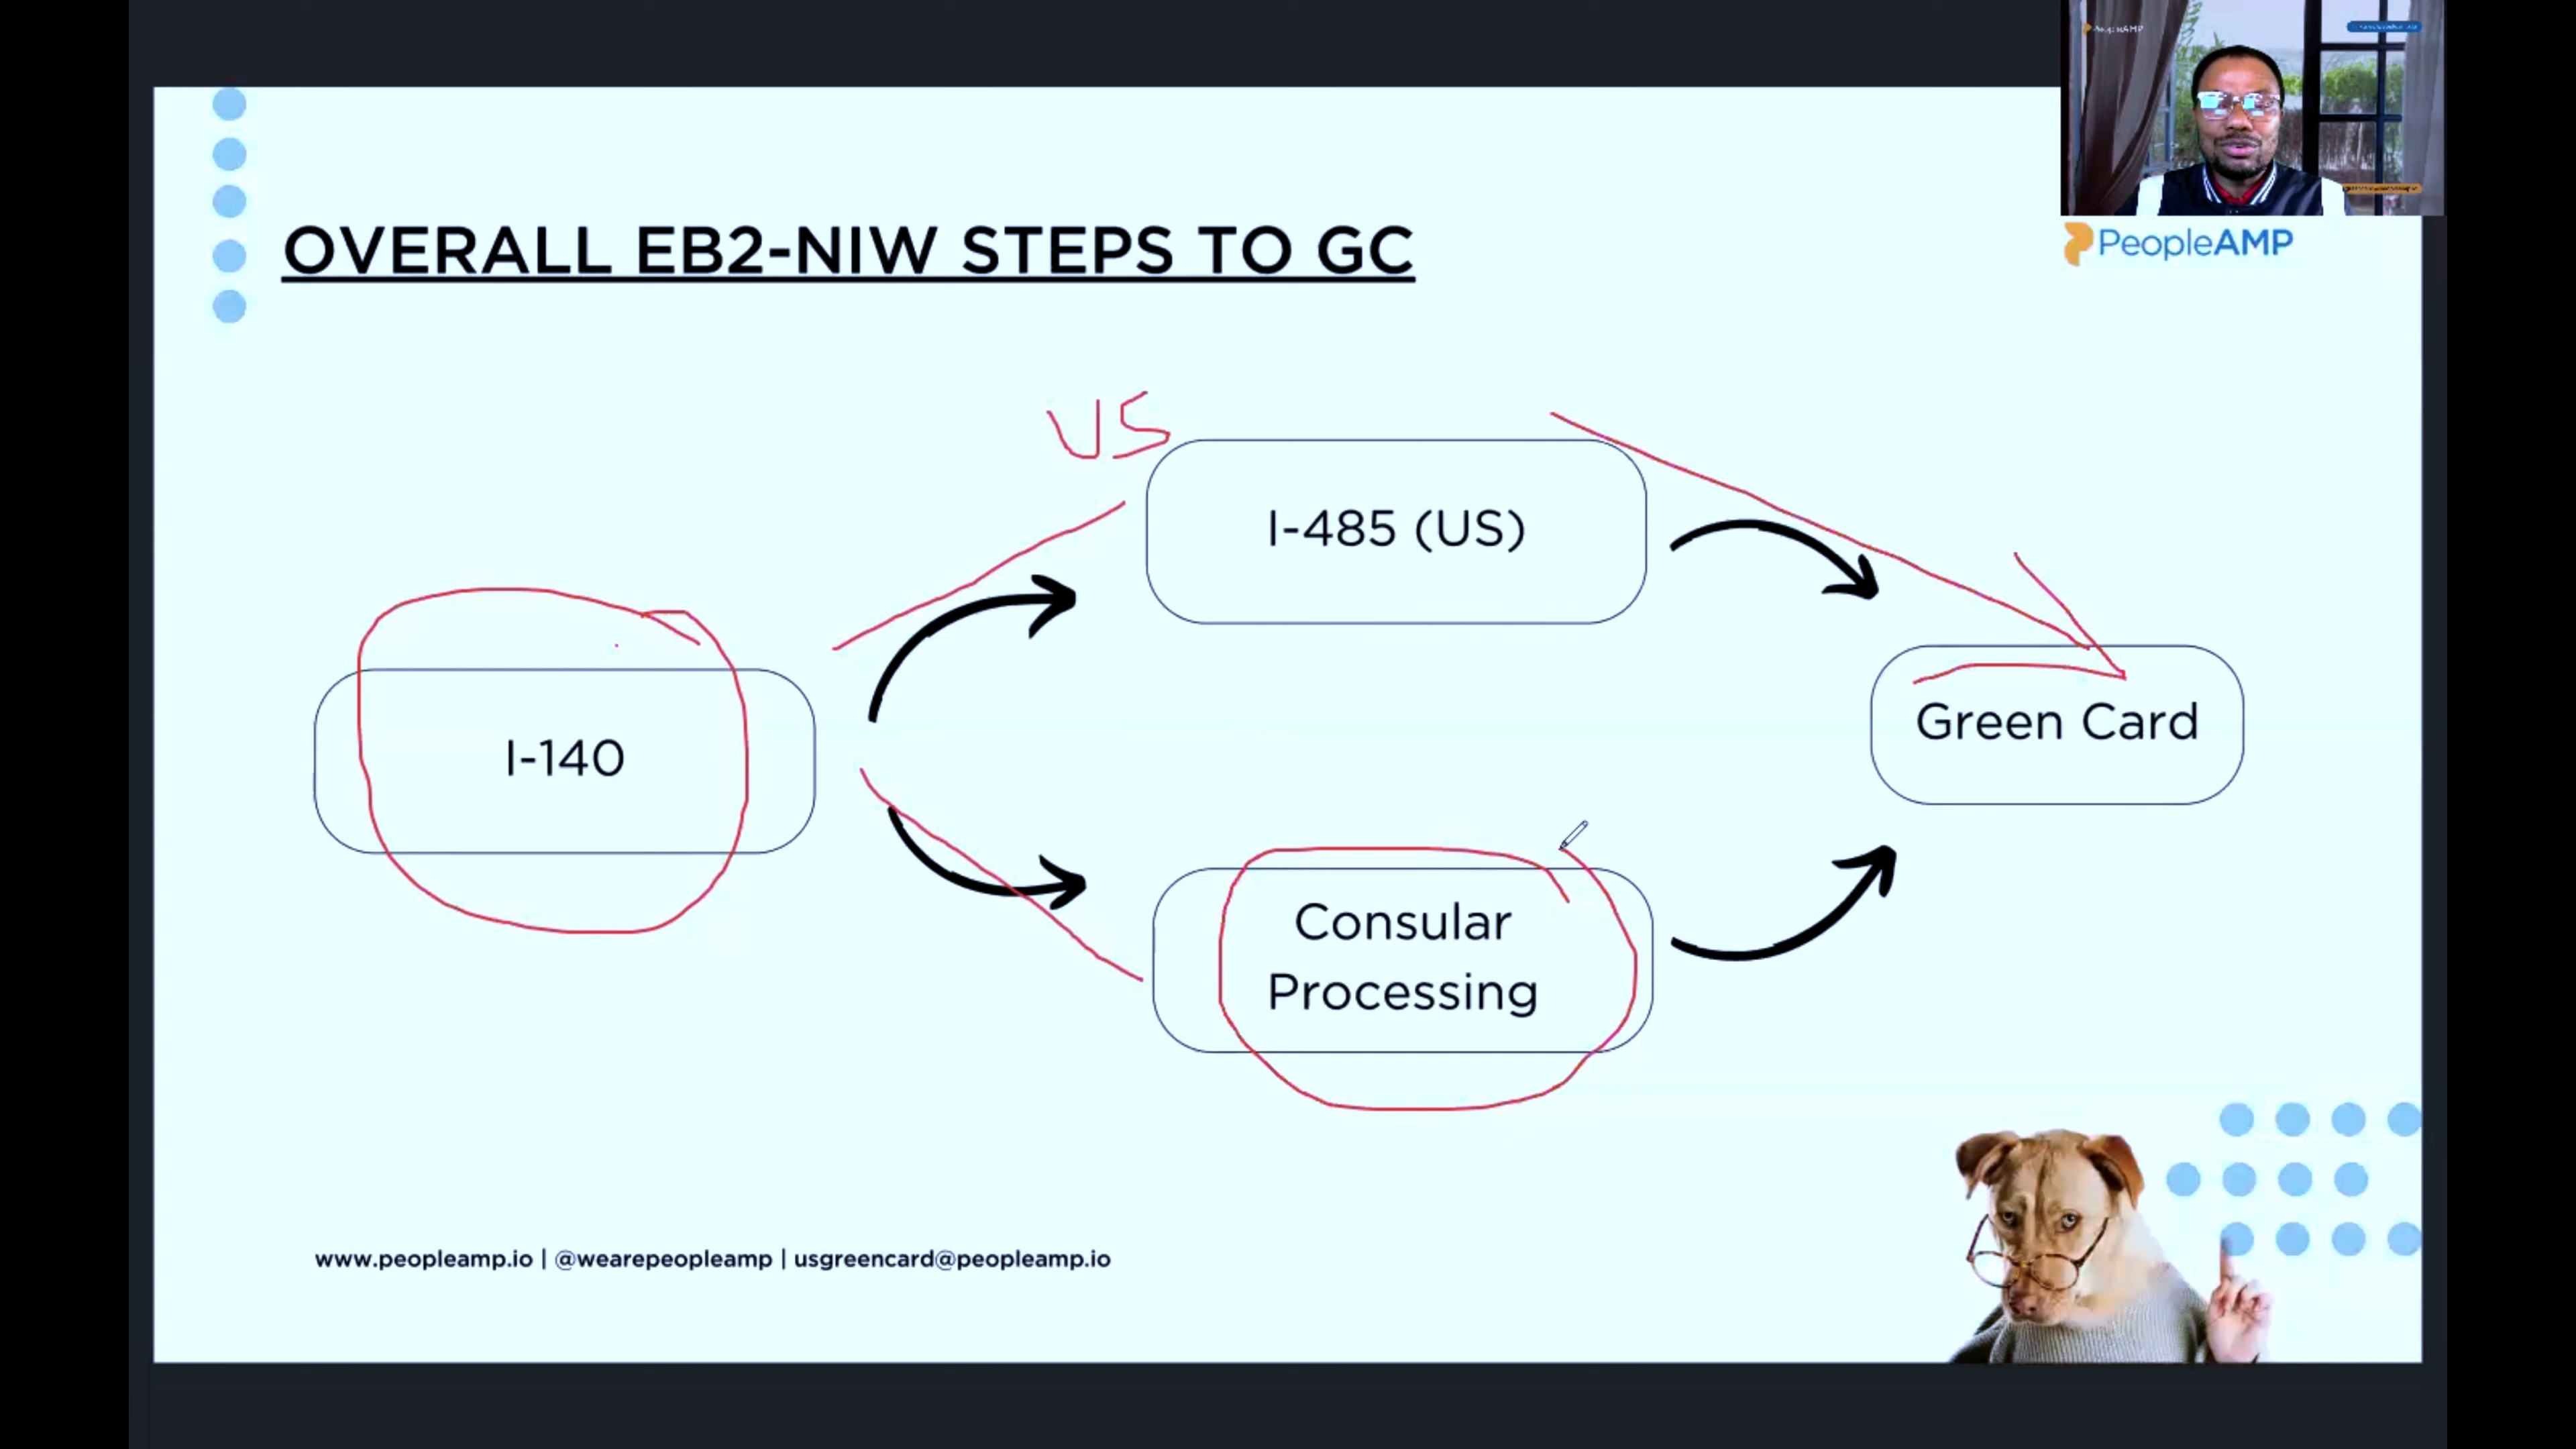 PeopleAMP
OVERALL EB2-NIW STEPS TO GC
PeopleAMP
US
I-485 (US)
I-140
Green Card
Consular
Processing
www.peopleamp.io | @wearepeopleamp | usgreencard@peopleamp.io